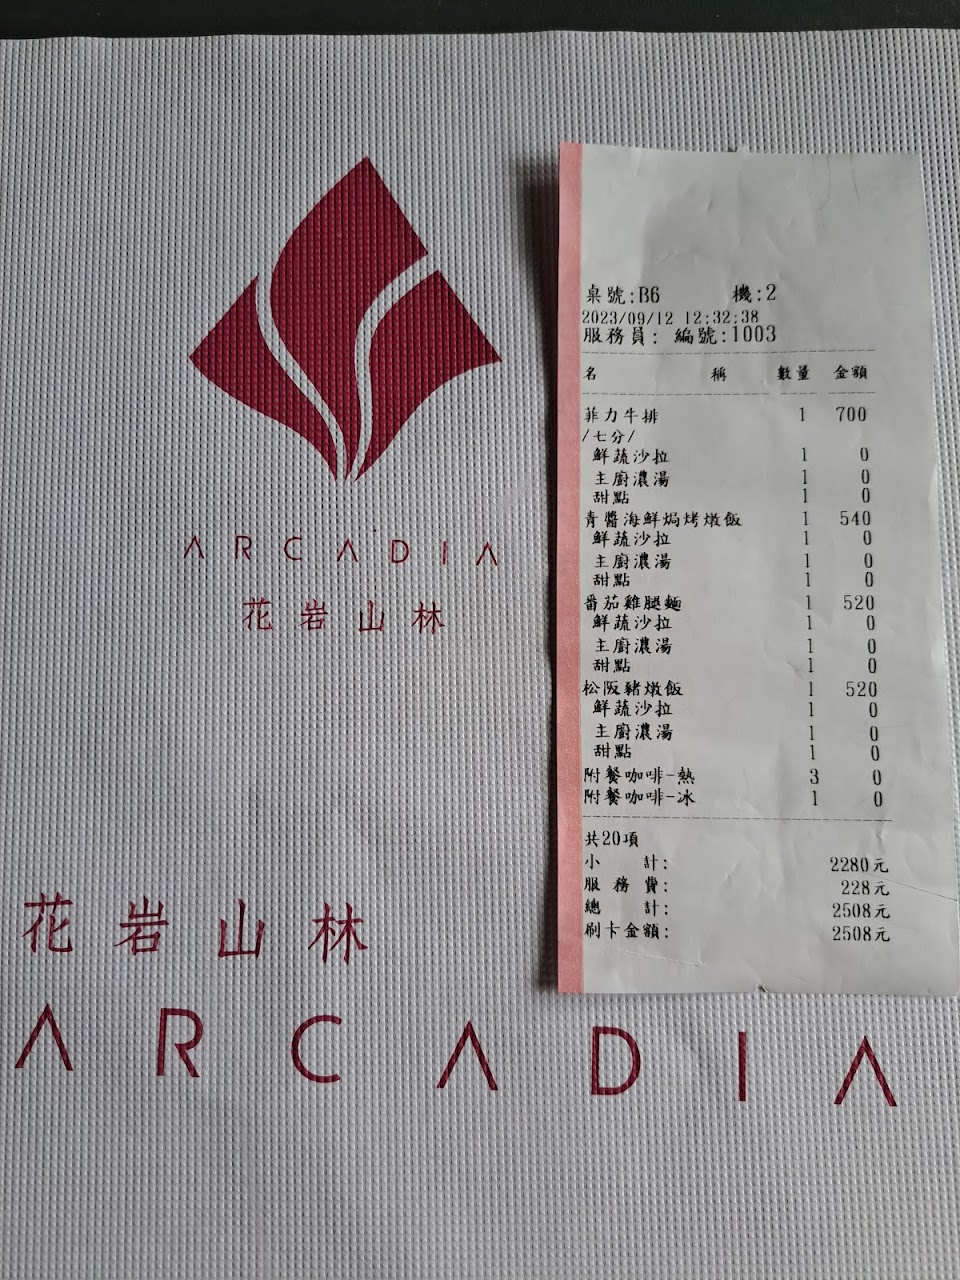 ARCADIA
花岩山林
桌號:B6 機:2
2023/09/12 12:32:38
服務員: 編號:1003
名 稱 數量 金額
菲力牛排 1 700
/七分/
鮮蔬沙拉 1 0
主廚濃湯 1 0
甜點 1 0
青醬海鮮焗烤燉飯 1 540
鮮蔬沙拉 1 0
主廚濃湯 1 0
甜點 1 0
番茄雞腿麵 1 520
鮮蔬沙拉 1 0
主廚濃湯 1 0
甜點 1 0
松阪豬燉飯 1 520
鮮蔬沙拉 1 0
主廚濃湯 1 0
甜點 1 0
附餐咖啡-熱 3 0
附餐咖啡-冰 1 0
共20項
小 計: 2280元
服 務 費: 228元
總 計: 2508元
刷卡金額: 2508元
花岩山林
ARCADIA